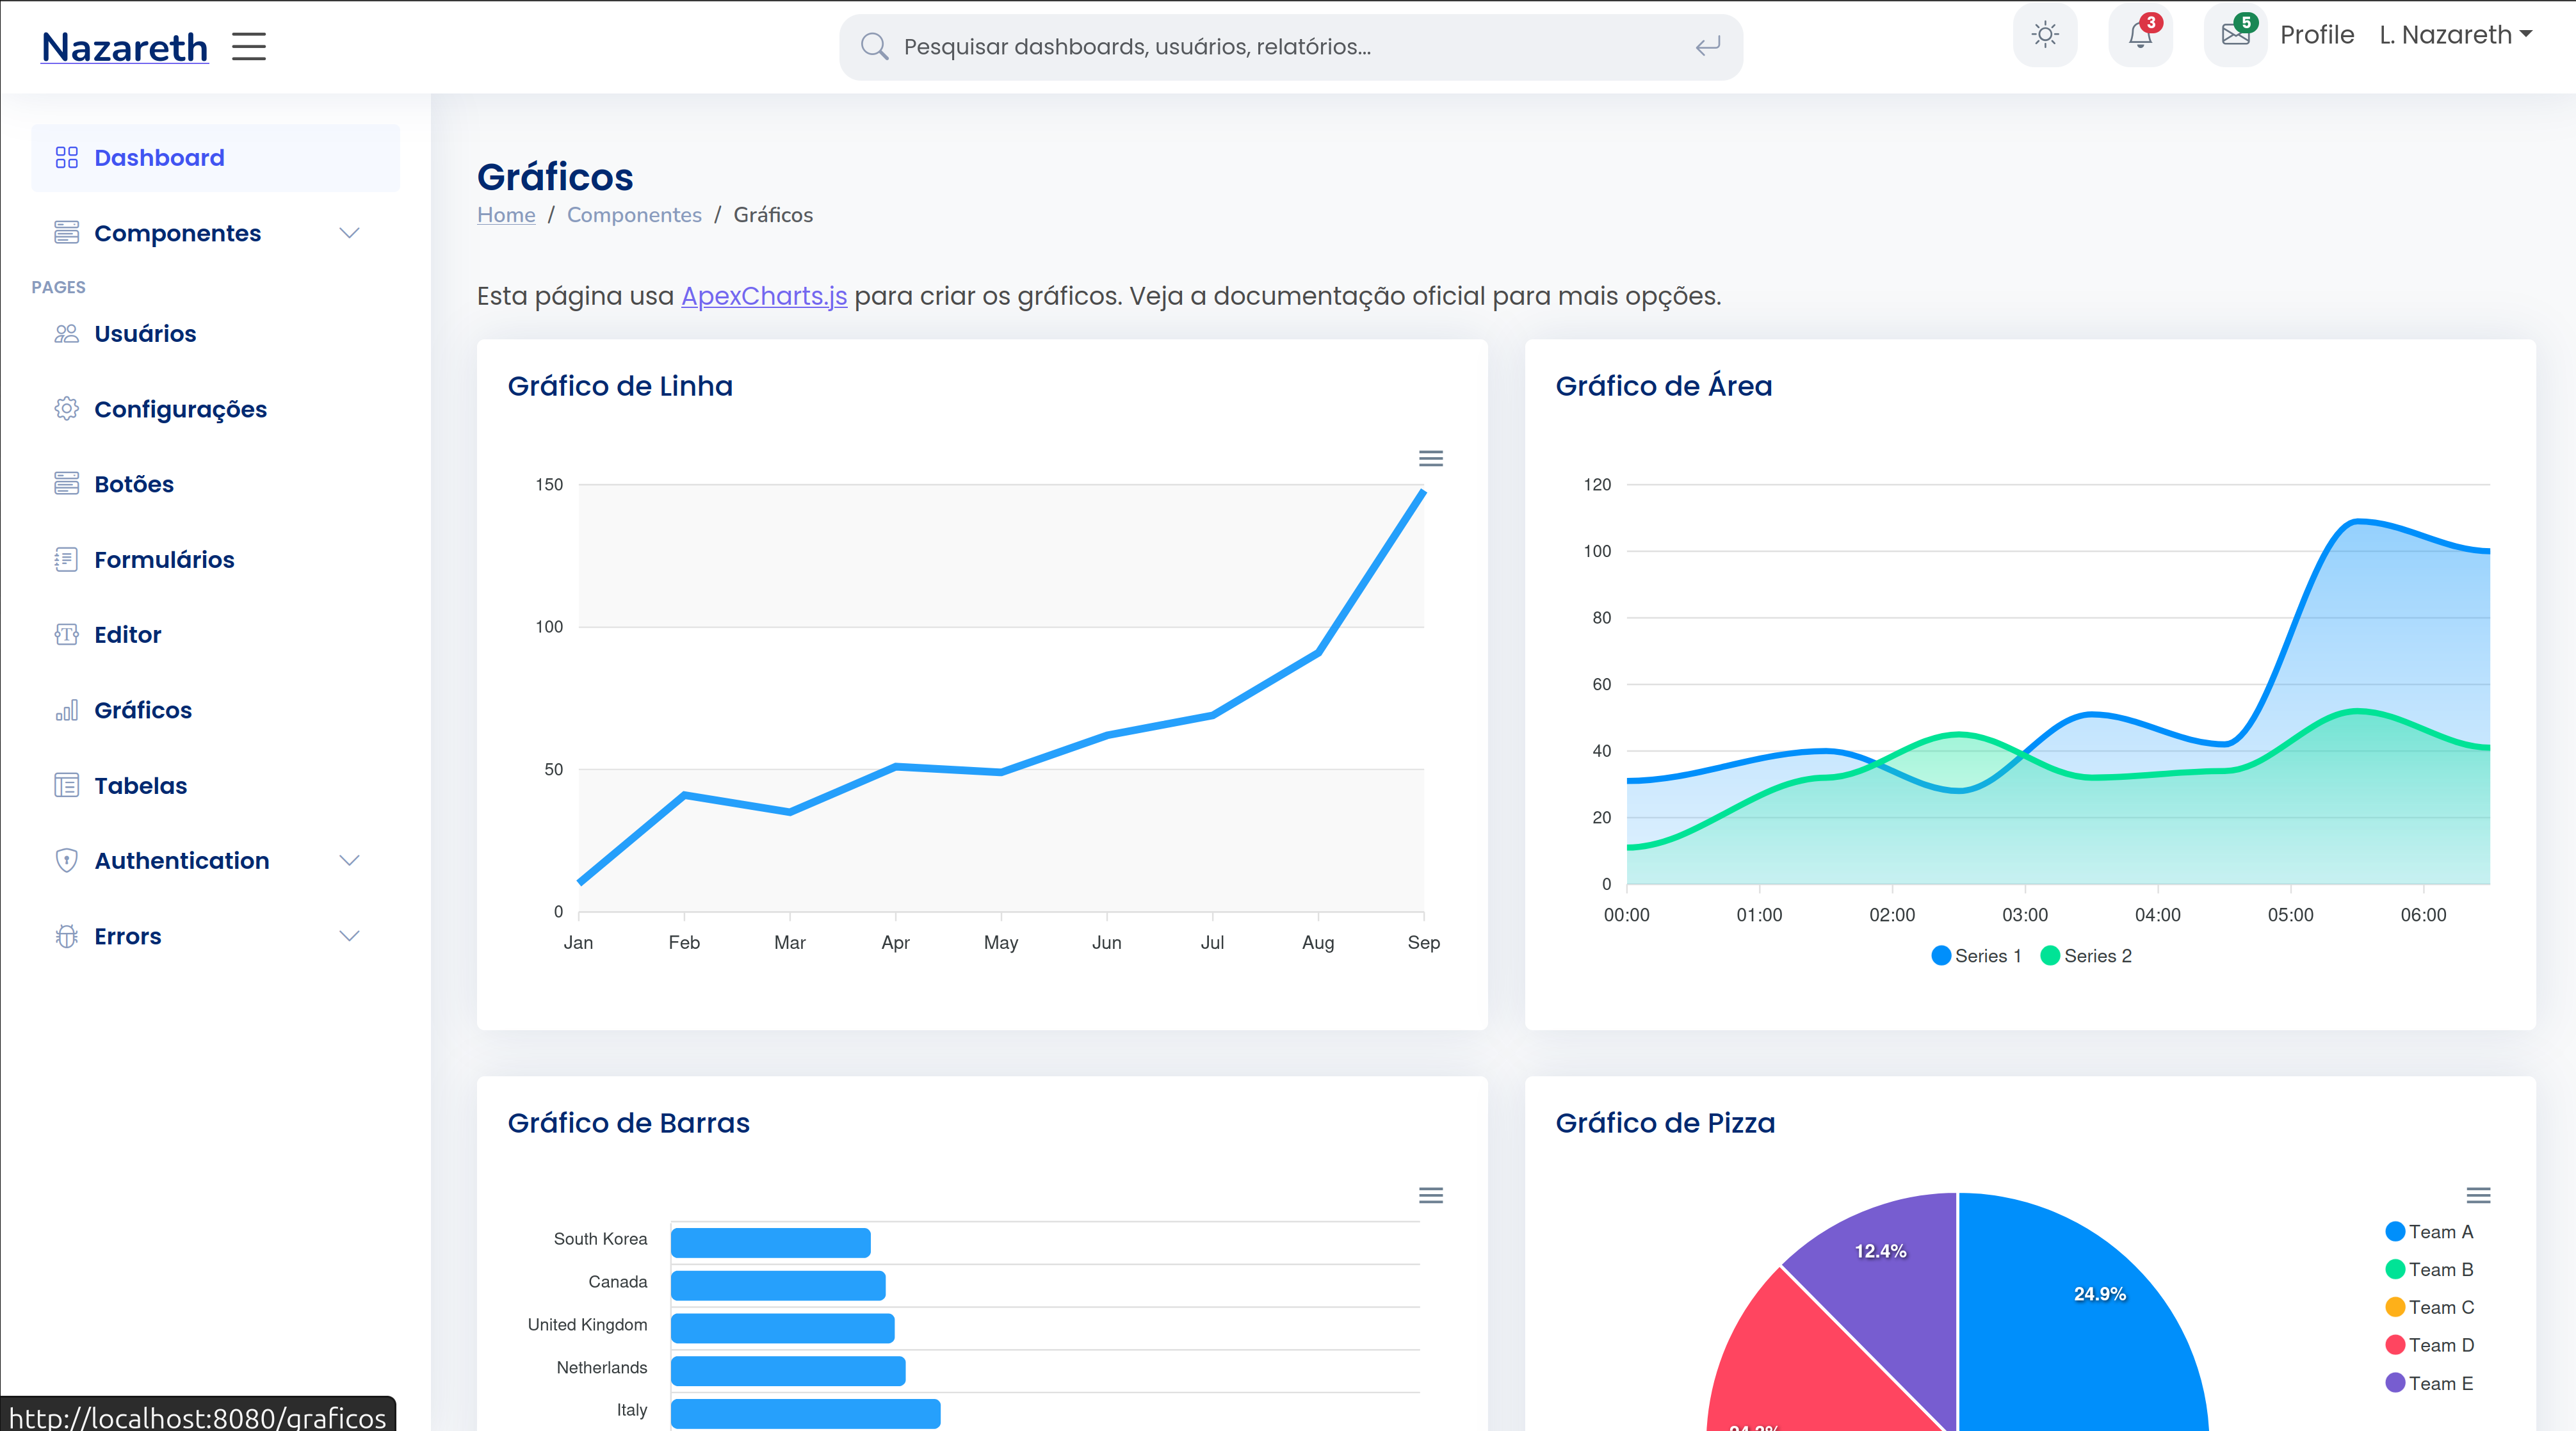 Nazareth
Pesquisar dashboards, usuários, relatórios...
3
5
Profile
L. Nazareth
Dashboard
Componentes
PAGES
Usuários
Configurações
Botões
Formulários
Editor
Gráficos
Tabelas
Authentication
Errors
Gráficos
Home / Componentes / Gráficos
Esta página usa ApexCharts.js para criar os gráficos. Veja a documentação oficial para mais opções.
Gráfico de Linha
150
100
50
0
Jan Feb Mar Apr May Jun Jul Aug Sep
Gráfico de Área
120
100
80
60
40
20
0
00:00 01:00 02:00 03:00 04:00 05:00 06:00
Series 1 Series 2
Gráfico de Barras
South Korea
Canada
United Kingdom
Netherlands
Italy
Gráfico de Pizza
12.4%
24.9%
Team A
Team B
Team C
Team D
Team E
http://localhost:8080/graficos